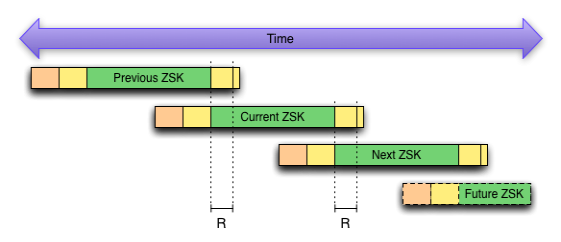 Time
Previous ZSK
Current ZSK
Next ZSK
Future ZSK
R
R